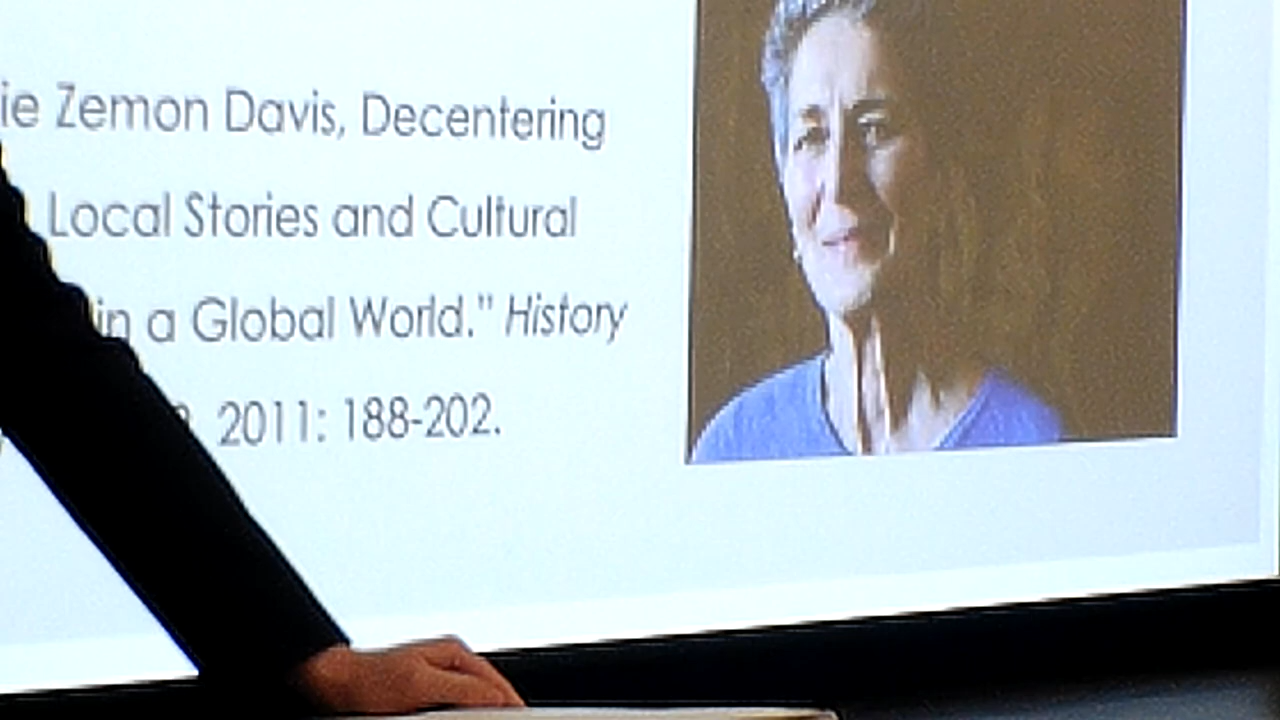 ie Zemon Davis, Decentering
Local Stories and Cultural
in a Global World." History
2011: 188-202.